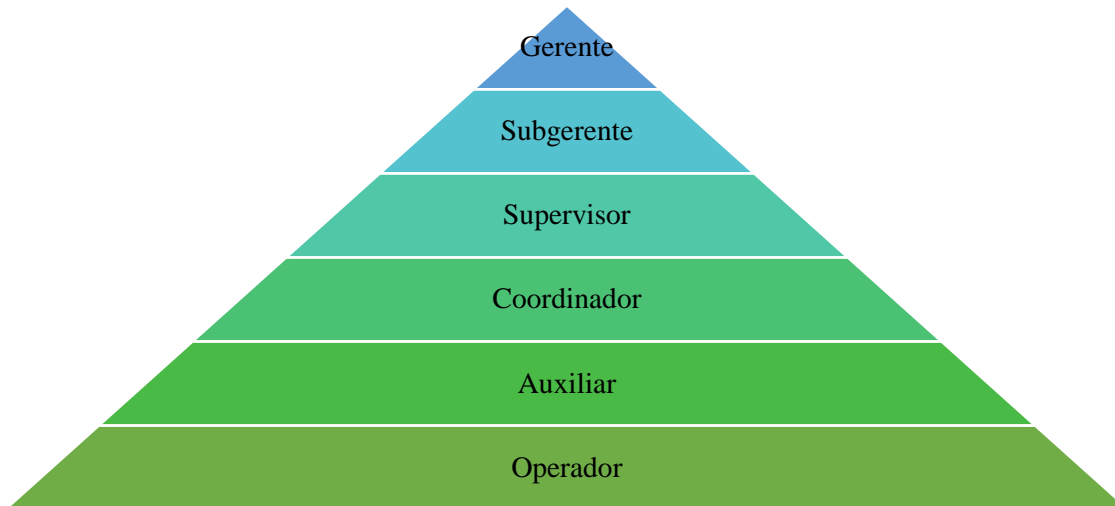 Gerente
Subgerente
Supervisor
Coordinador
Auxiliar
Operador